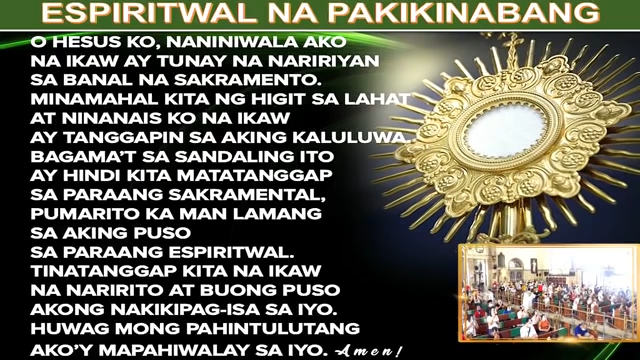 ESPIRITWAL NA PAKIKINABANG
O HESUS KO, NANINIWALA AKO
NA IKAW AY TUNAY NA NARIRIYAN
SA BANAL NA SAKRAMENTO.
MINAMAHAL KITA NG HIGIT SA LAHAT
AT NINANAIS KO NA IKAW
AY TANGGAPIN SA AKING KALULUWA.
BAGAMA'T SA SANDALING ITO
AY HINDI KITA MATATANGGAP
SA PARAANG SAKRAMENTAL,
PUMARITO KA MAN LAMANG
SA AKING PUSO
SA PARAANG ESPIRITWAL.
TINATANGGAP KITA NA IKAW
NA NARIRITO AT BUONG PUSO
AKONG NAKIKIPAG-ISA SA IYO.
HUWAG MONG PAHINTULUTANG
AKO'Y MAPAHIWALAY SA IYO. Amen!